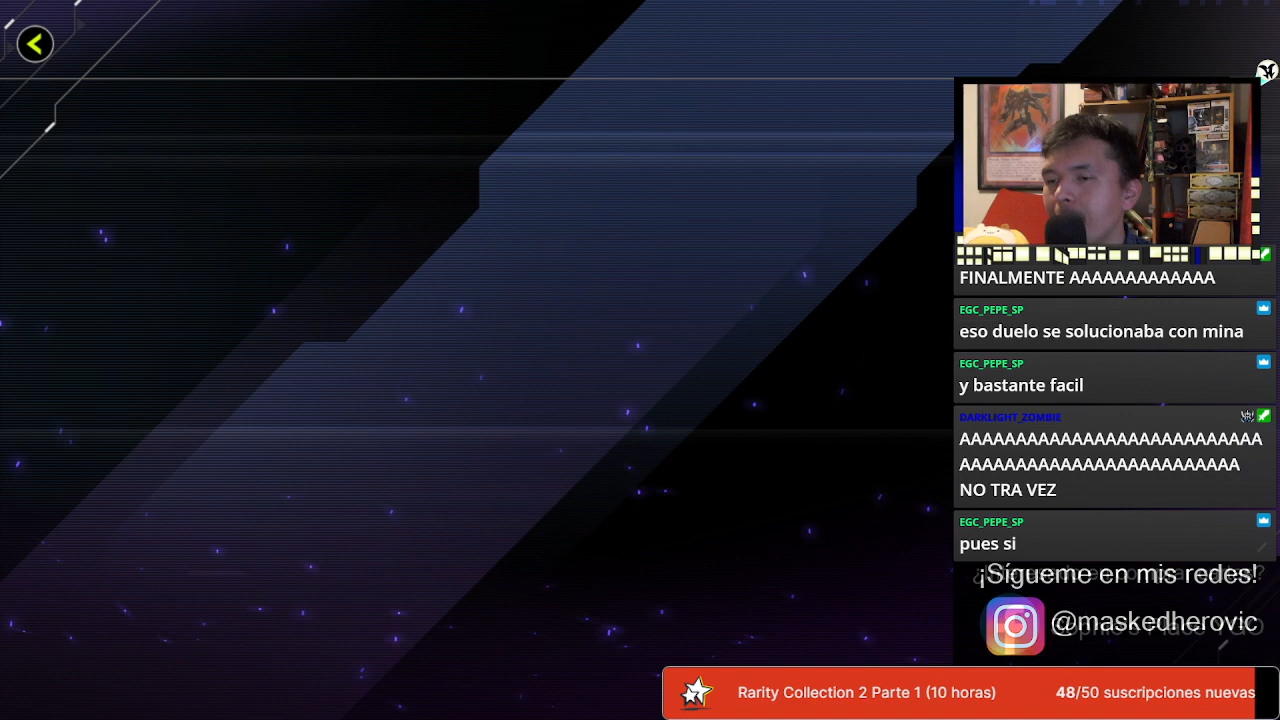 FINALMENTE AAAAAAAAAAAAA
EGC_PEPE_SP
eso duelo se solucionaba con mina
EGC_PEPE_SP
y bastante facil
DARKLIGHT_ZOMBIE
AAAAAAAAAAAAAAAAAAAAAAAAAAA
AAAAAAAAAAAAAAAAAAAAAAAAA
NO TRA VEZ
EGC_PEPE_SP
pues si
¡Sígueme en mis redes!
@maskedherovic
Rarity Collection 2 Parte 1 (10 horas) 48/50 suscripciones nuevas